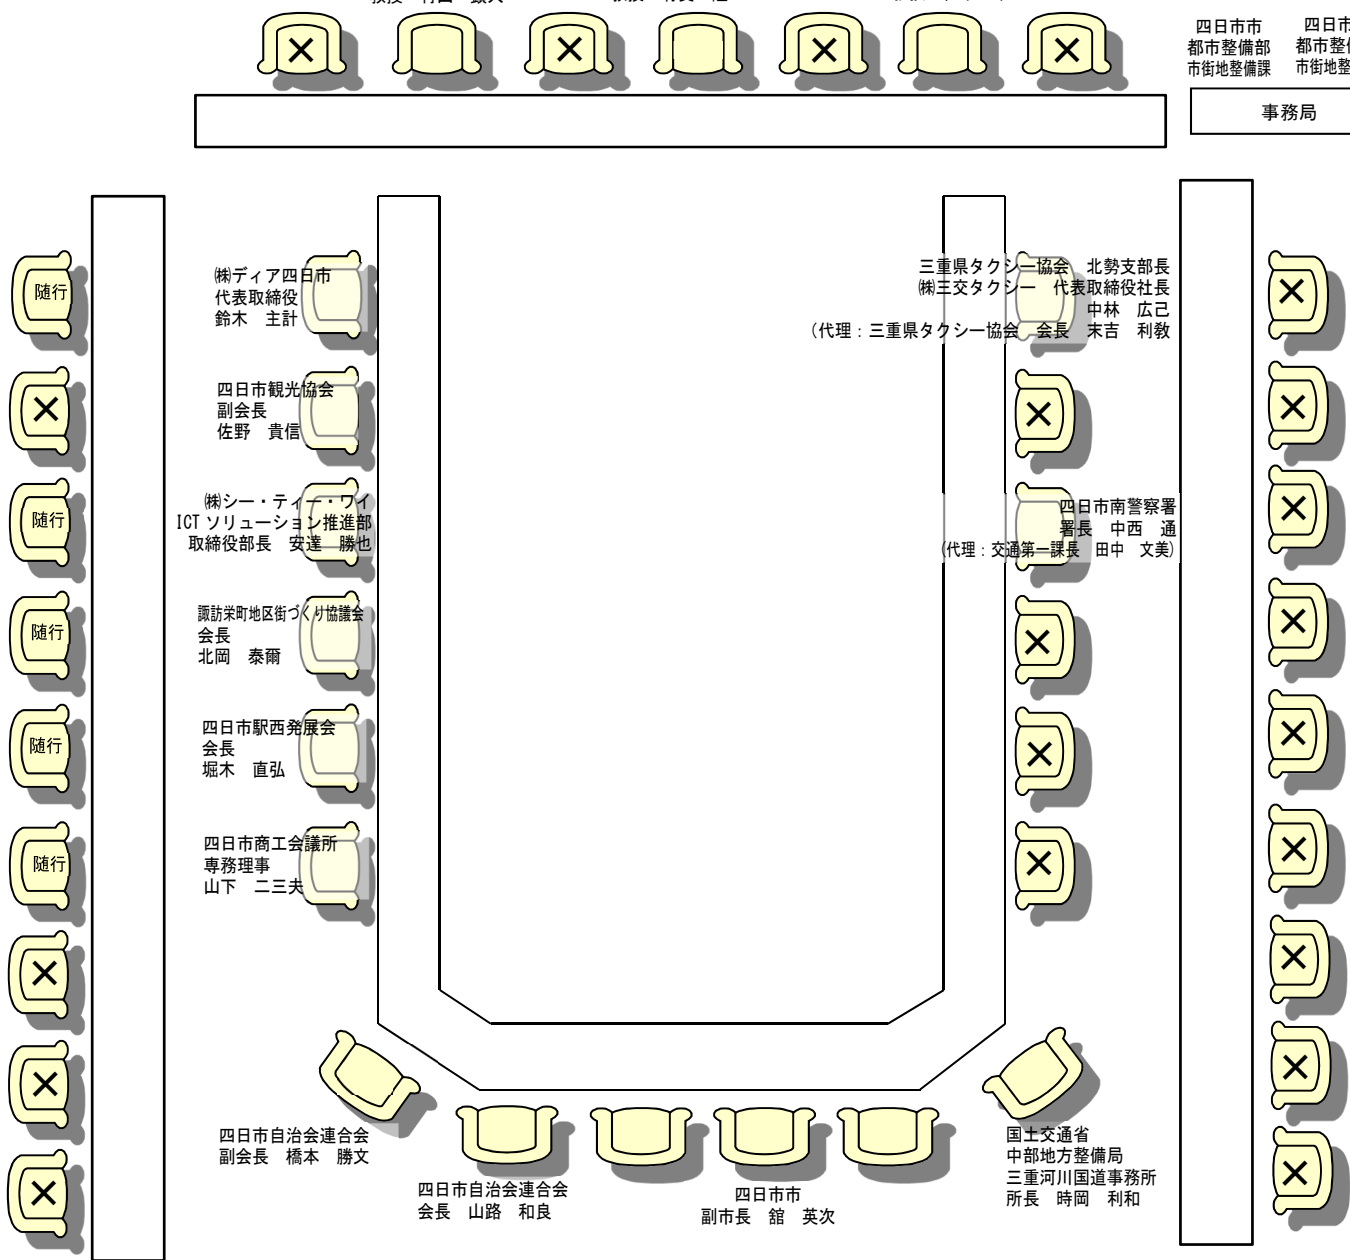 四日市市
都市整備部
市街地整備課
事務局
随行
㈱ディア四日市
代表取締役
鈴木　主計
三重県タクシー協会　北勢支部長
㈱三交タクシー　代表取締役社長
中林　広己
(代理：三重県タクシー協会　会長　末吉　利敎
四日市観光協会
副会長
佐野　貴信
随行
㈱シー・ティー・ワイ
ICT ソリューション推進部
取締役部長　安達　勝也
四日市南警察署
署長　中西　通
(代理：交通第一課長　田中　文美)
随行
諏訪栄町地区街づくり協議会
会長
北岡　泰爾
随行
四日市駅西発展会
会長
堀木　直弘
随行
四日市商工会議所
専務理事
山下　二三夫
四日市自治会連合会
副会長　橋本　勝文
四日市自治会連合会
会長　山路　和良
四日市市
副市長　舘　英次
国土交通省
中部地方整備局
三重河川国道事務所
所長　時岡　利和